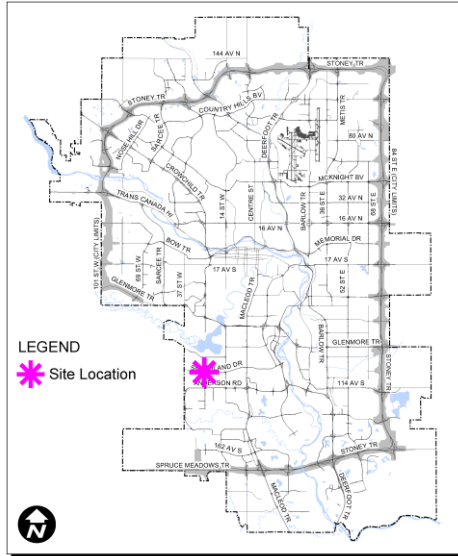 144 AV N
STONEY TR
STONEY TR
COUNTRY HILLS BV
METIS TR
NOSE HILL DR
SARCEE TR
DEERFOOT TR
80 AV N
84 ST E (CITY LIMITS)
CROWCHILD TR
MCKNIGHT BV
14 ST W
CENTRE ST
BARLOW TR
36 ST E
32 AV N
68 ST E
TRANS CANADA HI
16 AV N
16 AV N
101 ST W (CITY LIMITS)
BOW TR
MEMORIAL DR
SARCEE TR
69 ST W
37 ST W
17 AV S
17 AV S
MACLEOD TR
52 ST E
GLENMORE TR
BARLOW TR
GLENMORE TR
STONEY TR
LEGEND
Site Location
LAND DR
ERSON RD
114 AV S
162 AV S
STONEY TR
SPRUCE MEADOWS TR
MACLEOD TR
DEERFOOT TR
N